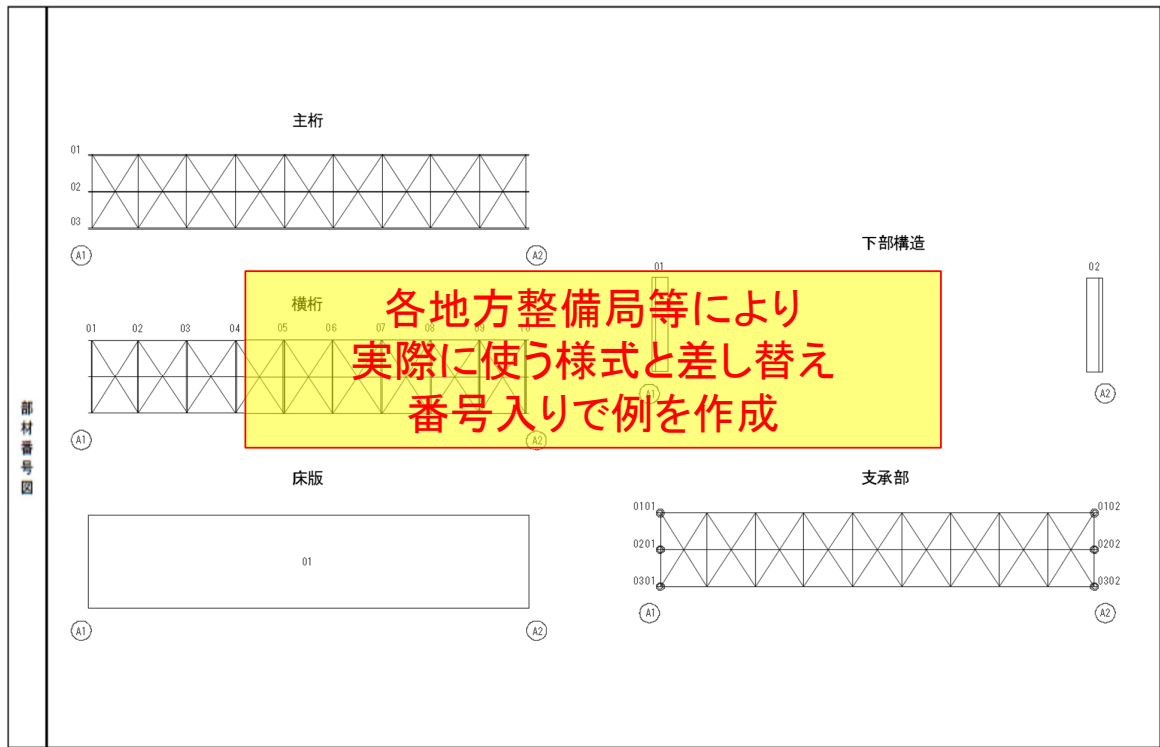 部材番号図
主桁
01
02
03
A1
A2
横桁
01 02 03 04 05 06 07 08 09 10
A1
A2
床版
01
A1
A2
下部構造
01
02
A1
A2
支承部
0101
0102
0201
0202
0301
0302
A1
A2
各地方整備局等により
実際に使う様式と差し替え
番号入りで例を作成